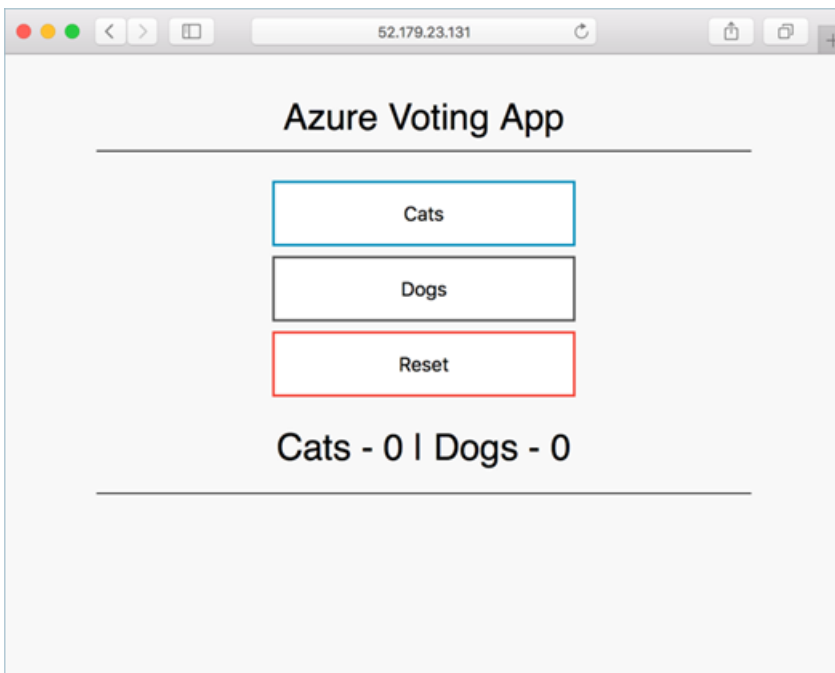 52.179.23.131
Azure Voting App
Cats
Dogs
Reset
Cats - 0 | Dogs - 0